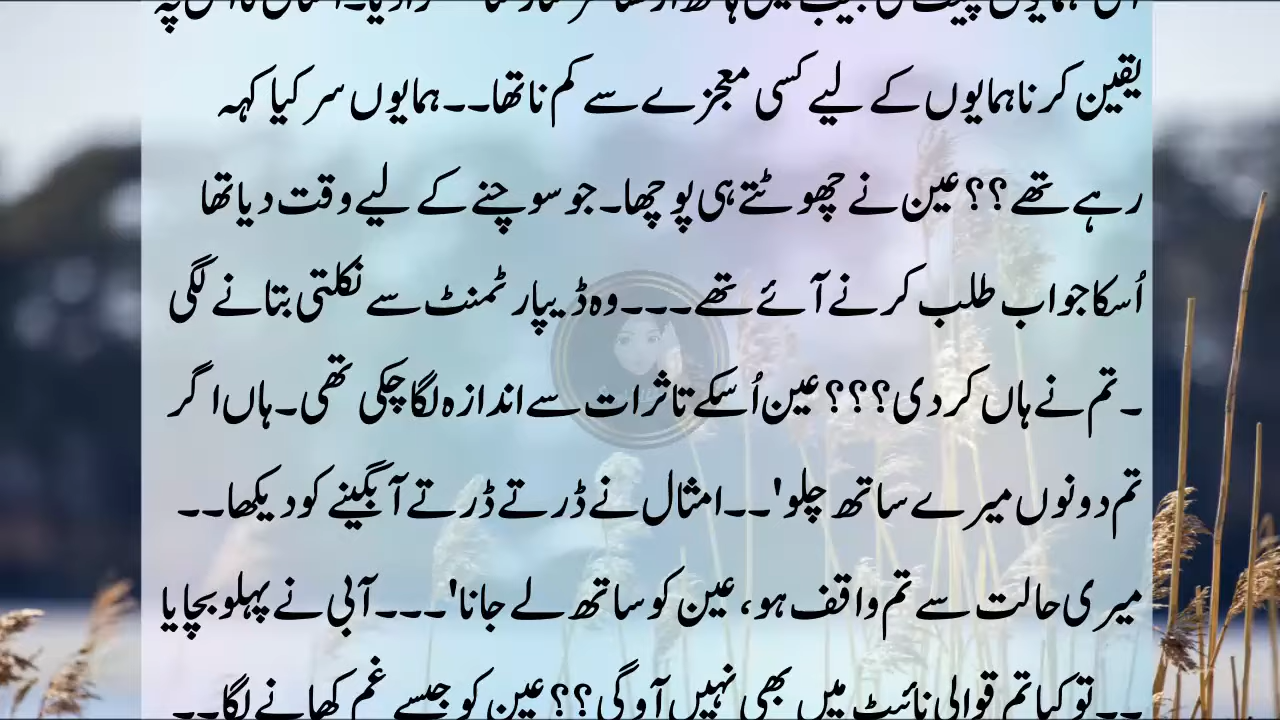 یقین کرنا ہمایوں کے لیے کسی معجزے سے کم نا تھا۔۔ہمایوں سر کیا کہہ
رہے تھے؟؟عین نے چھوٹتے ہی پوچھا۔جو سوچنے کے لیے وقت دیا تھا
اُسکا جواب طلب کرنے آئے تھے۔۔۔وہ ڈیپارٹمنٹ سے نکلتی بتانے لگی
۔تم نے ہاں کر دی؟؟؟عین اُسکے تاثرات سے اندازہ لگا چکی تھی۔ہاں اگر
تم دونوں میرے ساتھ چلو'۔۔امثال نے ڈرتے ڈرتے آبگینے کو دیکھا۔۔
میری حالت سے تم واقف ہو، عین کو ساتھ لے جانا'۔۔۔آبی نے پہلو بچایا
۔۔تو کیا تم قوالی نائٹ میں بھی نہیں آو گی؟؟عین کو جیسے غم کھانے لگا۔۔